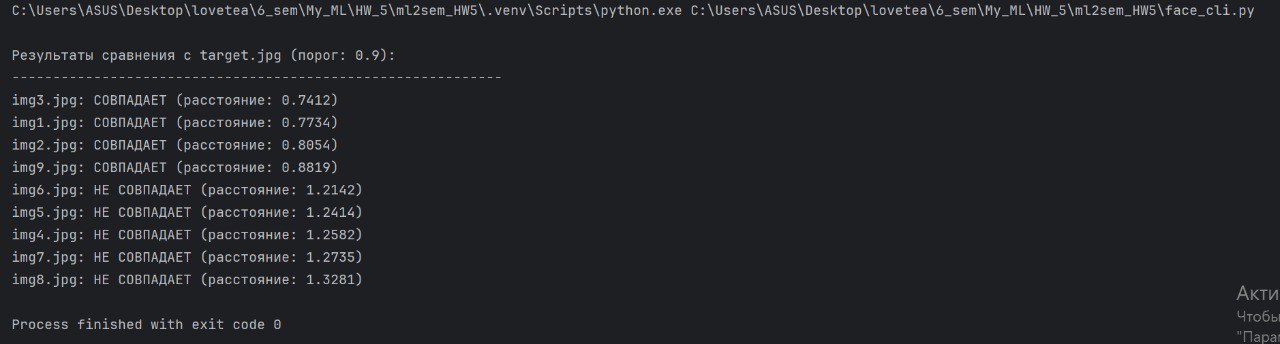 C:\Users\ASUS\Desktop\lovetea\6_sem\My_ML\HW_5\ml2sem_HW5\.venv\Scripts\python.exe C:\Users\ASUS\Desktop\lovetea\6_sem\My_ML\HW_5\ml2sem_HW5\face_cli.py
Результаты сравнения с target.jpg (порог: 0.9):
------------------------------------------------------------
img3.jpg: СОВПАДАЕТ (расстояние: 0.7412)
img1.jpg: СОВПАДАЕТ (расстояние: 0.7734)
img2.jpg: СОВПАДАЕТ (расстояние: 0.8054)
img9.jpg: СОВПАДАЕТ (расстояние: 0.8819)
img6.jpg: НЕ СОВПАДАЕТ (расстояние: 1.2142)
img5.jpg: НЕ СОВПАДАЕТ (расстояние: 1.2414)
img4.jpg: НЕ СОВПАДАЕТ (расстояние: 1.2582)
img7.jpg: НЕ СОВПАДАЕТ (расстояние: 1.2735)
img8.jpg: НЕ СОВПАДАЕТ (расстояние: 1.3281)
Process finished with exit code 0
Акти
Чтобы
"Пара